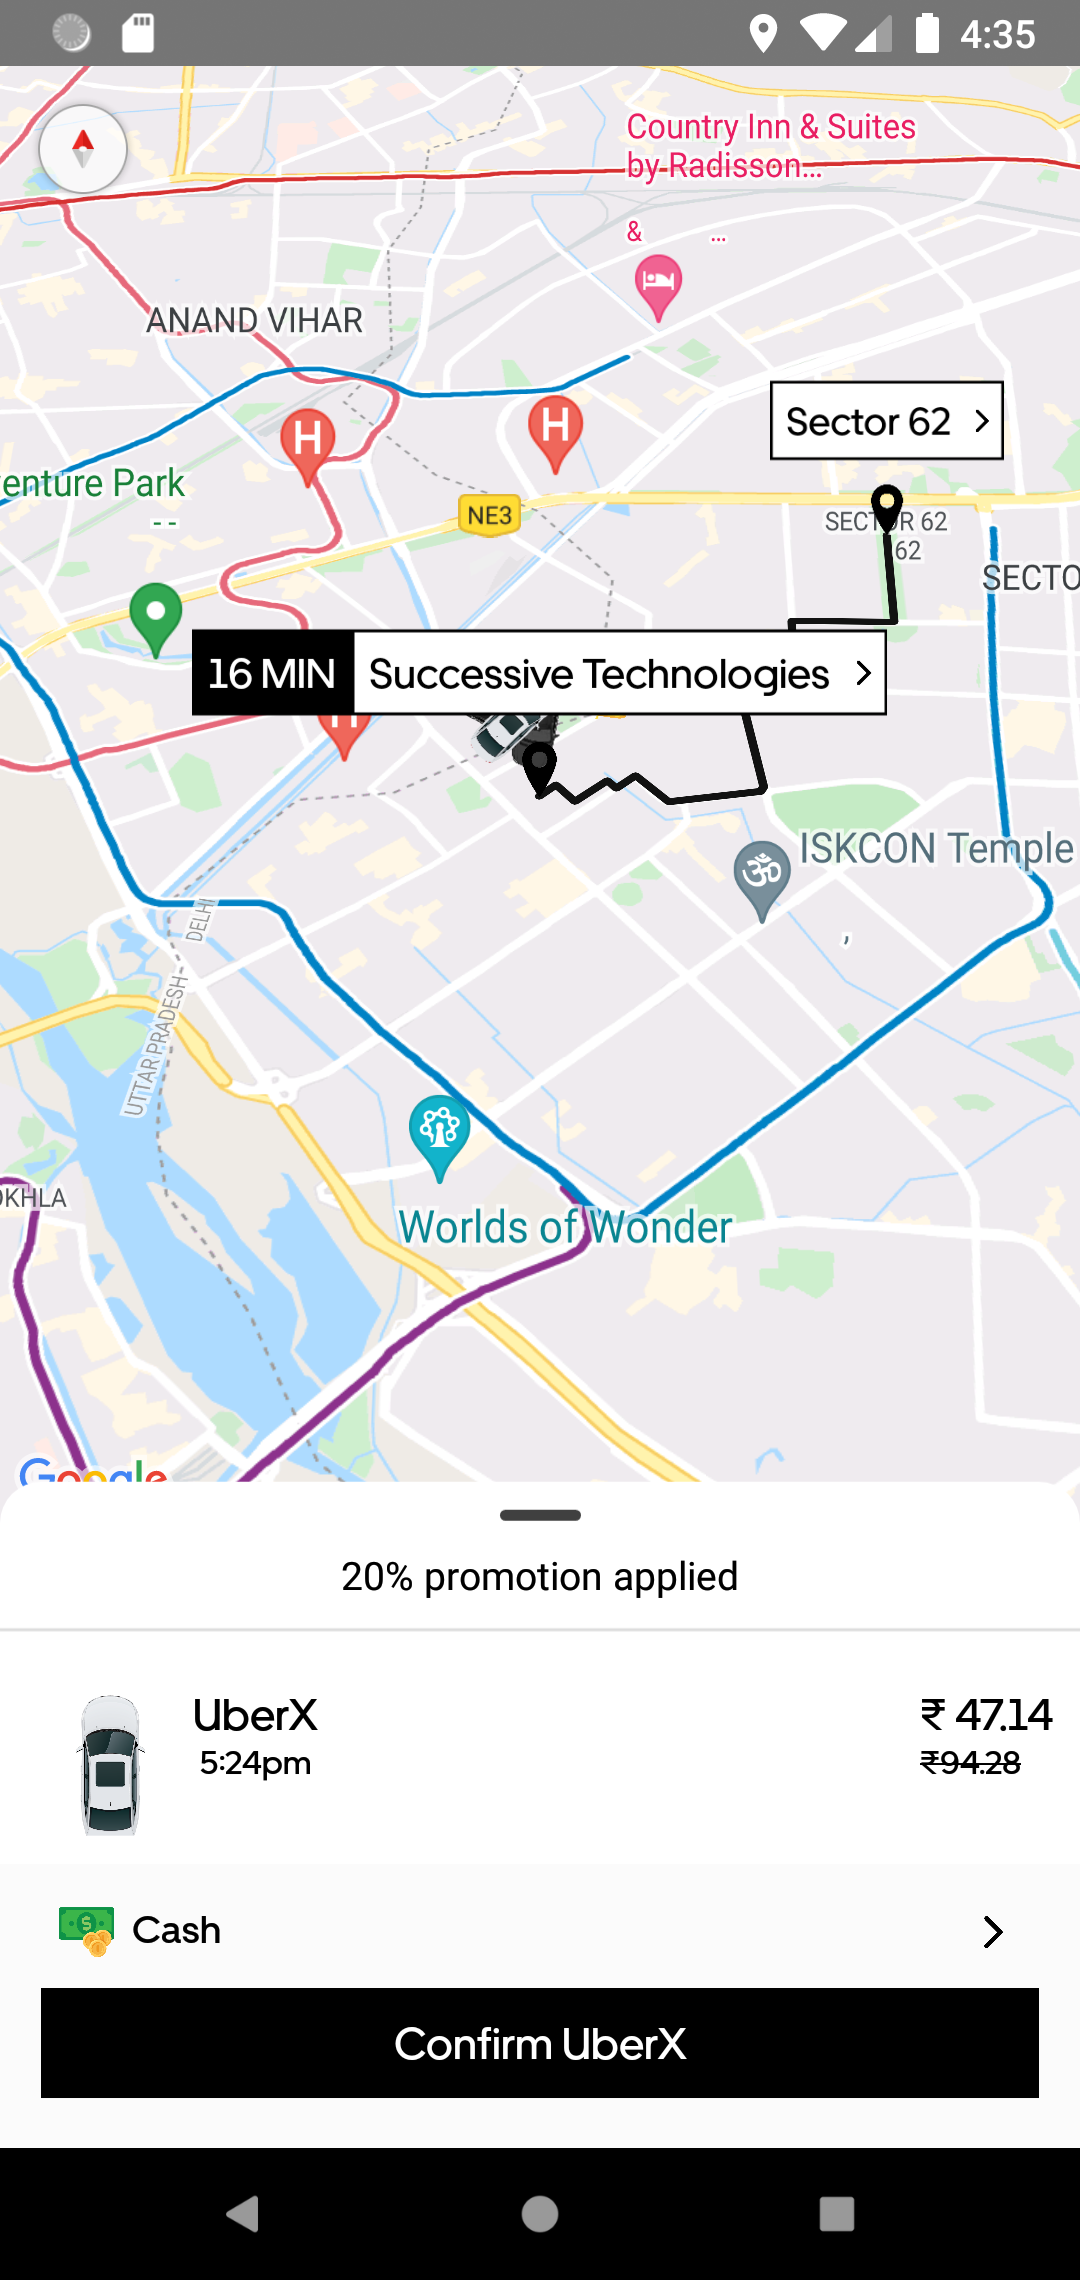 4:35
Country Inn & Suites
by Radisson...
& ...
ANAND VIHAR
Sector 62
enture Park
--
NE3
SECTOR 62
62
SECTO
16 MIN Successive Technologies
H
H
H
ISKCON Temple
ॐ
,
DELHI
UTTAR PRADESH
OKHLA
Worlds of Wonder
Google
20% promotion applied
UberX ₹ 47.14
5:24pm ₹94.28
Cash
Confirm UberX